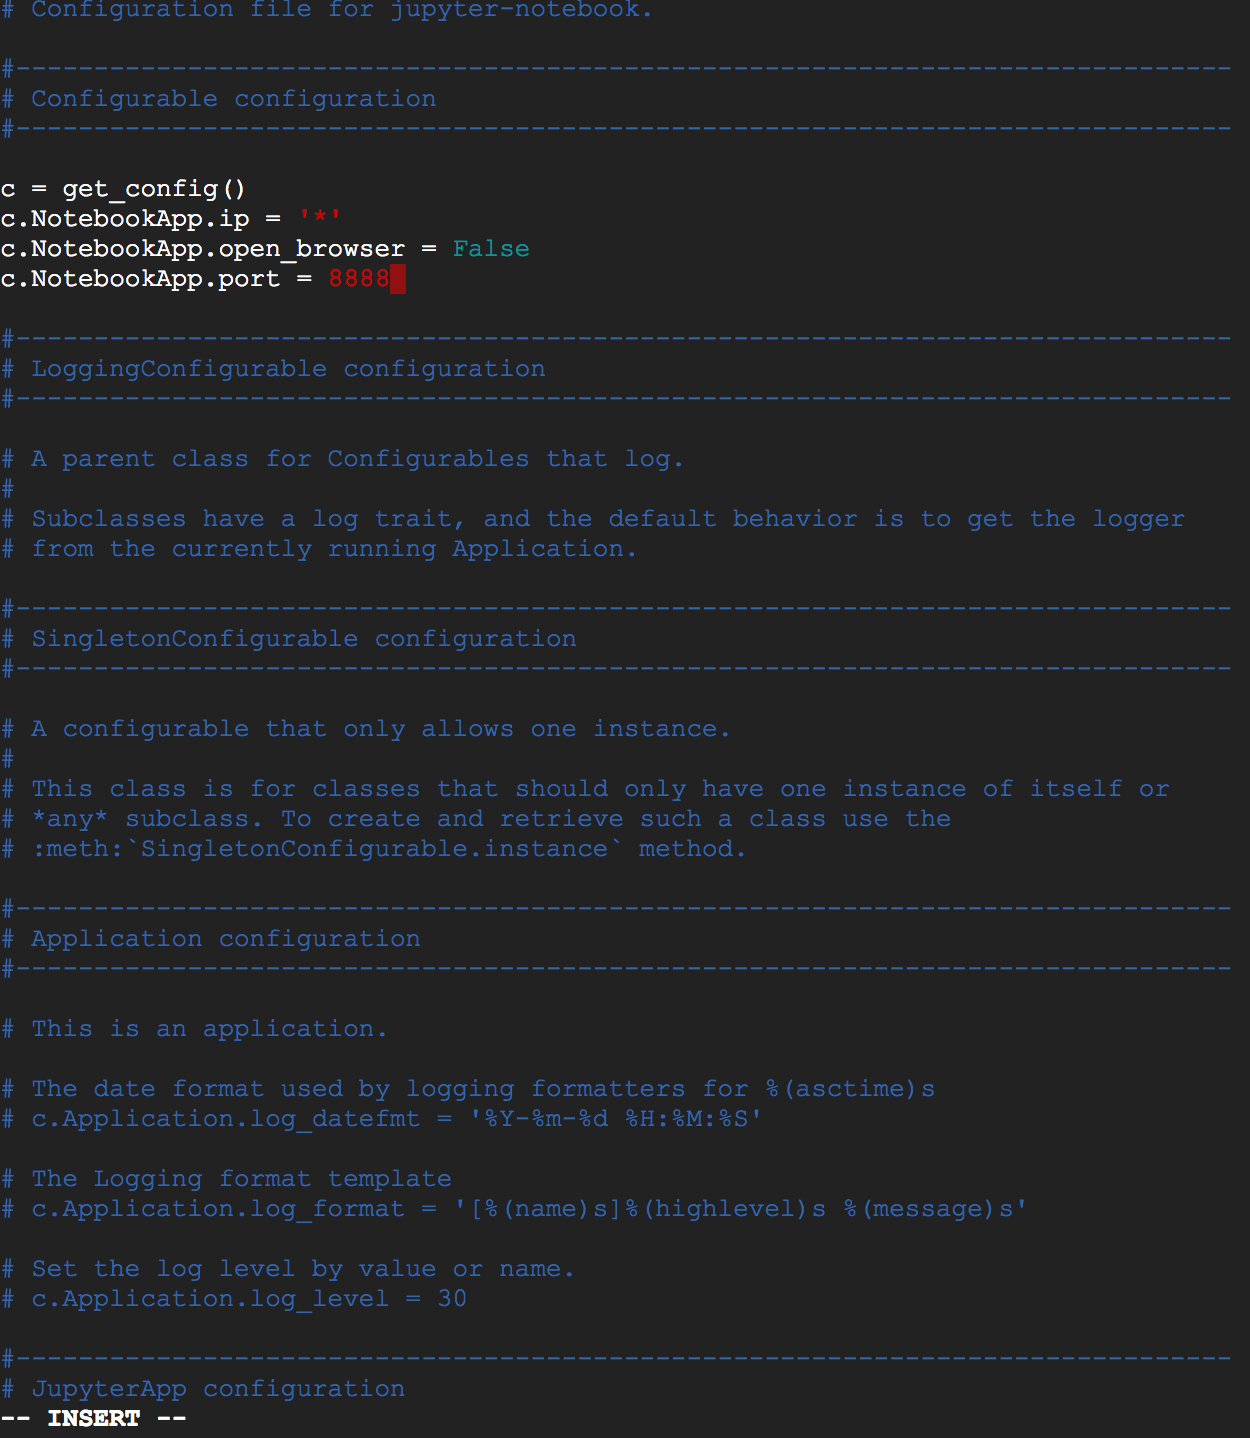 # Configuration file for jupyter-notebook.
#------------------------------------------------------------------------------
# Configurable configuration
#------------------------------------------------------------------------------
c = get_config()
c.NotebookApp.ip = '*'
c.NotebookApp.open_browser = False
c.NotebookApp.port = 8888
#------------------------------------------------------------------------------
# LoggingConfigurable configuration
#------------------------------------------------------------------------------
# A parent class for Configurables that log.
#
# Subclasses have a log trait, and the default behavior is to get the logger
# from the currently running Application.
#------------------------------------------------------------------------------
# SingletonConfigurable configuration
#------------------------------------------------------------------------------
# A configurable that only allows one instance.
#
# This class is for classes that should only have one instance of itself or
# *any* subclass. To create and retrieve such a class use the
# :meth:`SingletonConfigurable.instance` method.
#------------------------------------------------------------------------------
# Application configuration
#------------------------------------------------------------------------------
# This is an application.
# The date format used by logging formatters for %(asctime)s
# c.Application.log_datefmt = '%Y-%m-%d %H:%M:%S'
# The Logging format template
# c.Application.log_format = '[%(name)s]%(highlevel)s %(message)s'
# Set the log level by value or name.
# c.Application.log_level = 30
#------------------------------------------------------------------------------
# JupyterApp configuration
-- INSERT --